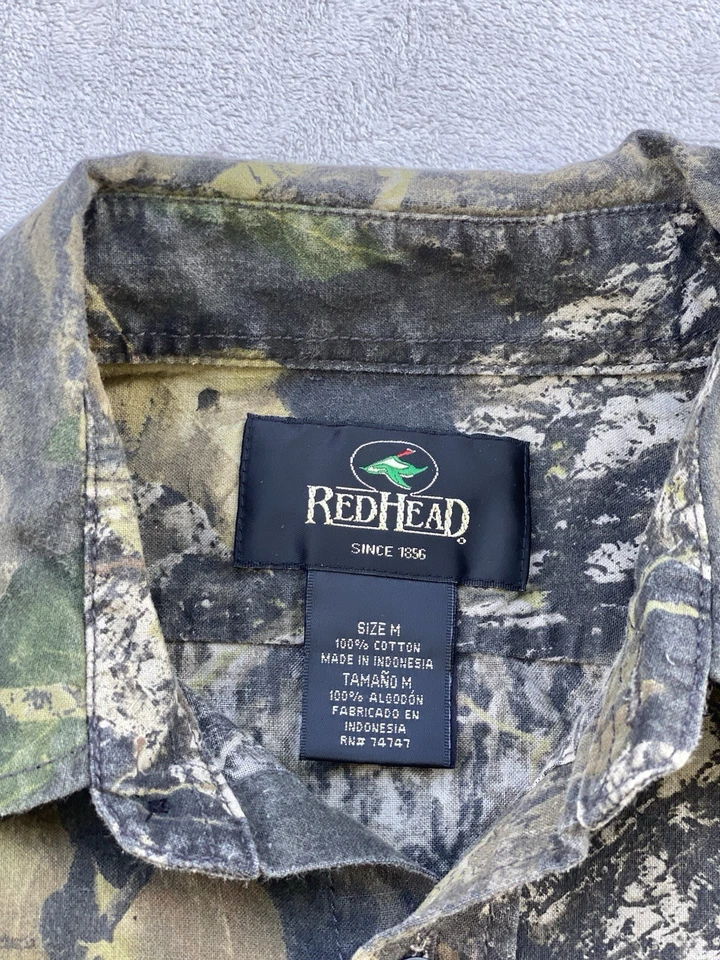 REDHEAD®
SINCE 1856
SIZE M
100% COTTON
MADE IN INDONESIA
TAMAÑO M
100% ALGODÓN
FABRICADO EN
INDONESIA
RN# 74747